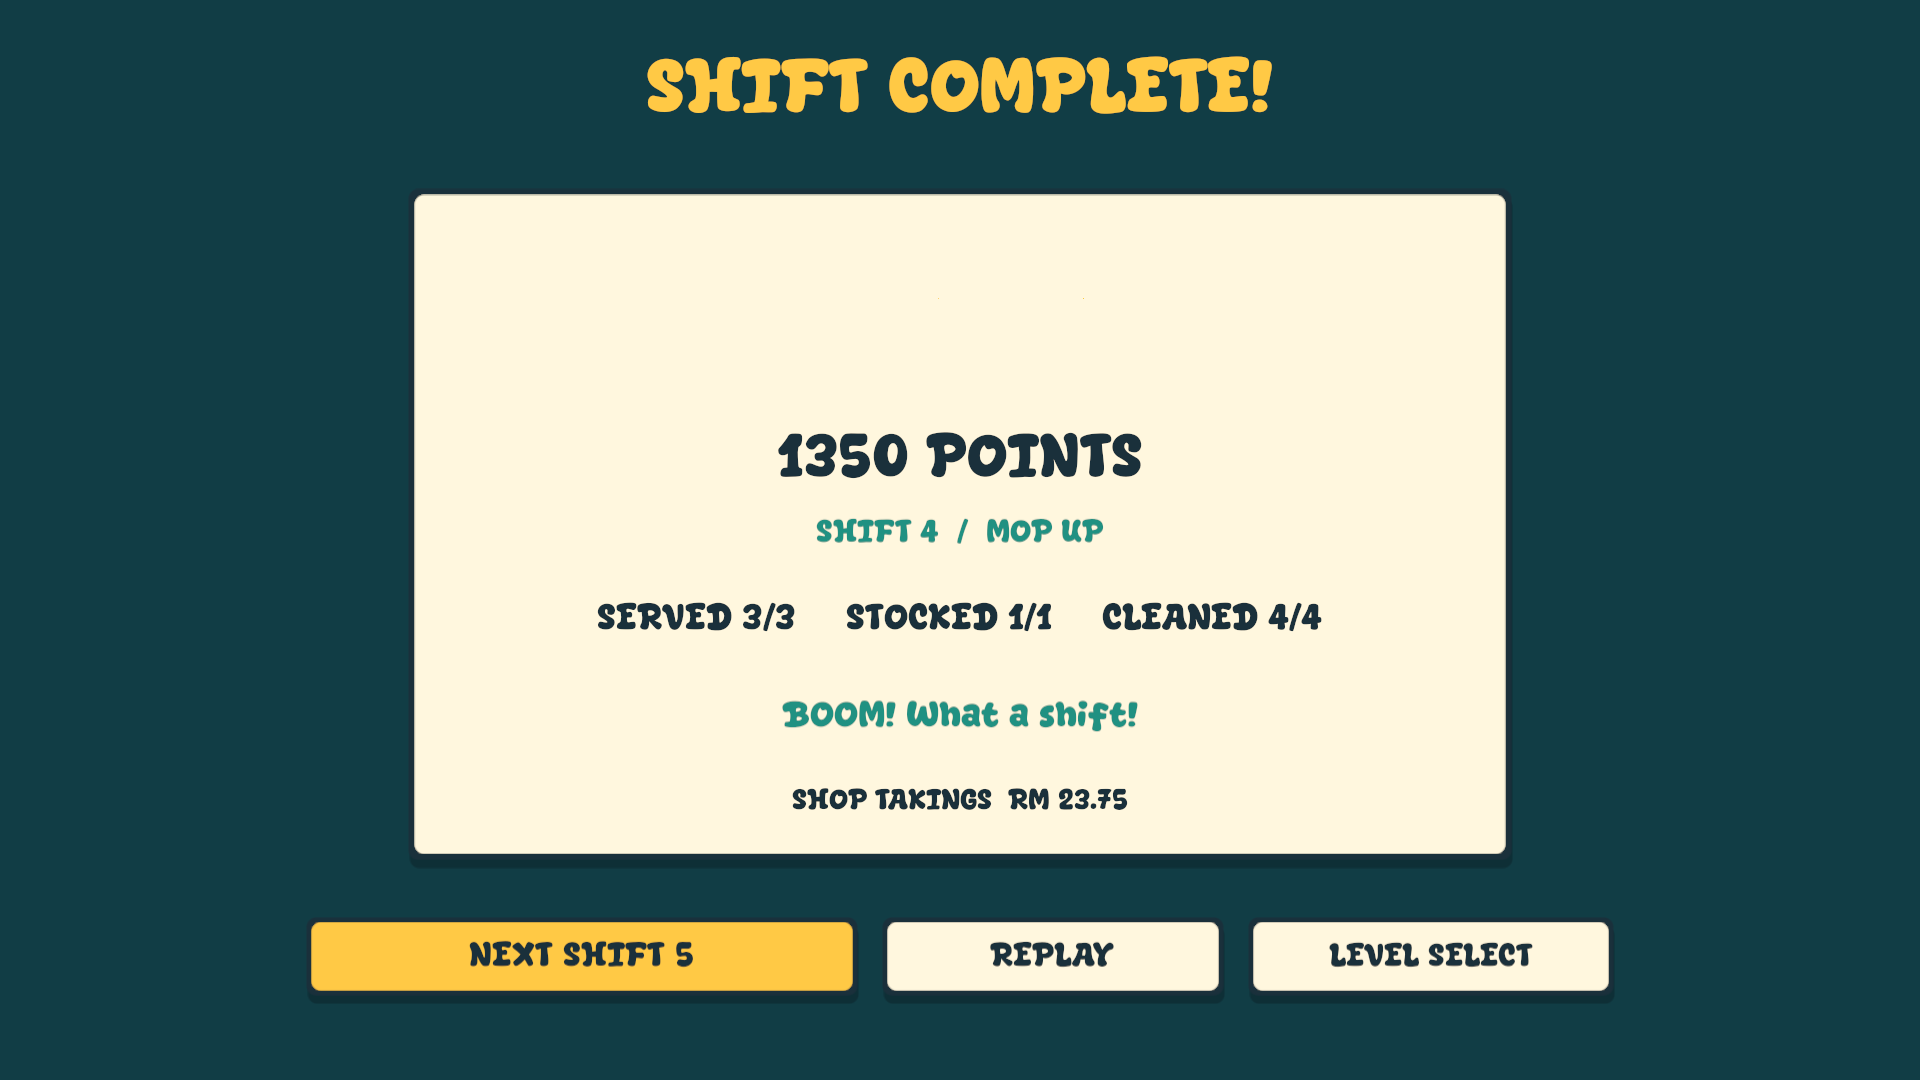 SHIFT COMPLETE!
1350 POINTS
SHIFT 4 / MOP UP
SERVED 3/3 STOCKED 1/1 CLEANED 4/4
BOOM! What a shift!
SHOP TAKINGS RM 23.75
NEXT SHIFT 5 REPLAY LEVEL SELECT